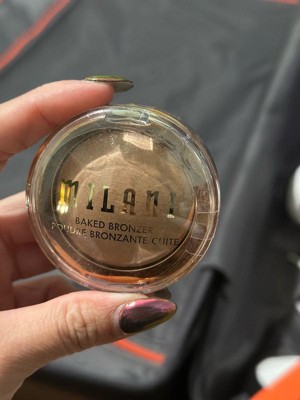 MILANI
BAKED BRONZER
POUDRE BRONZANTE CUITE